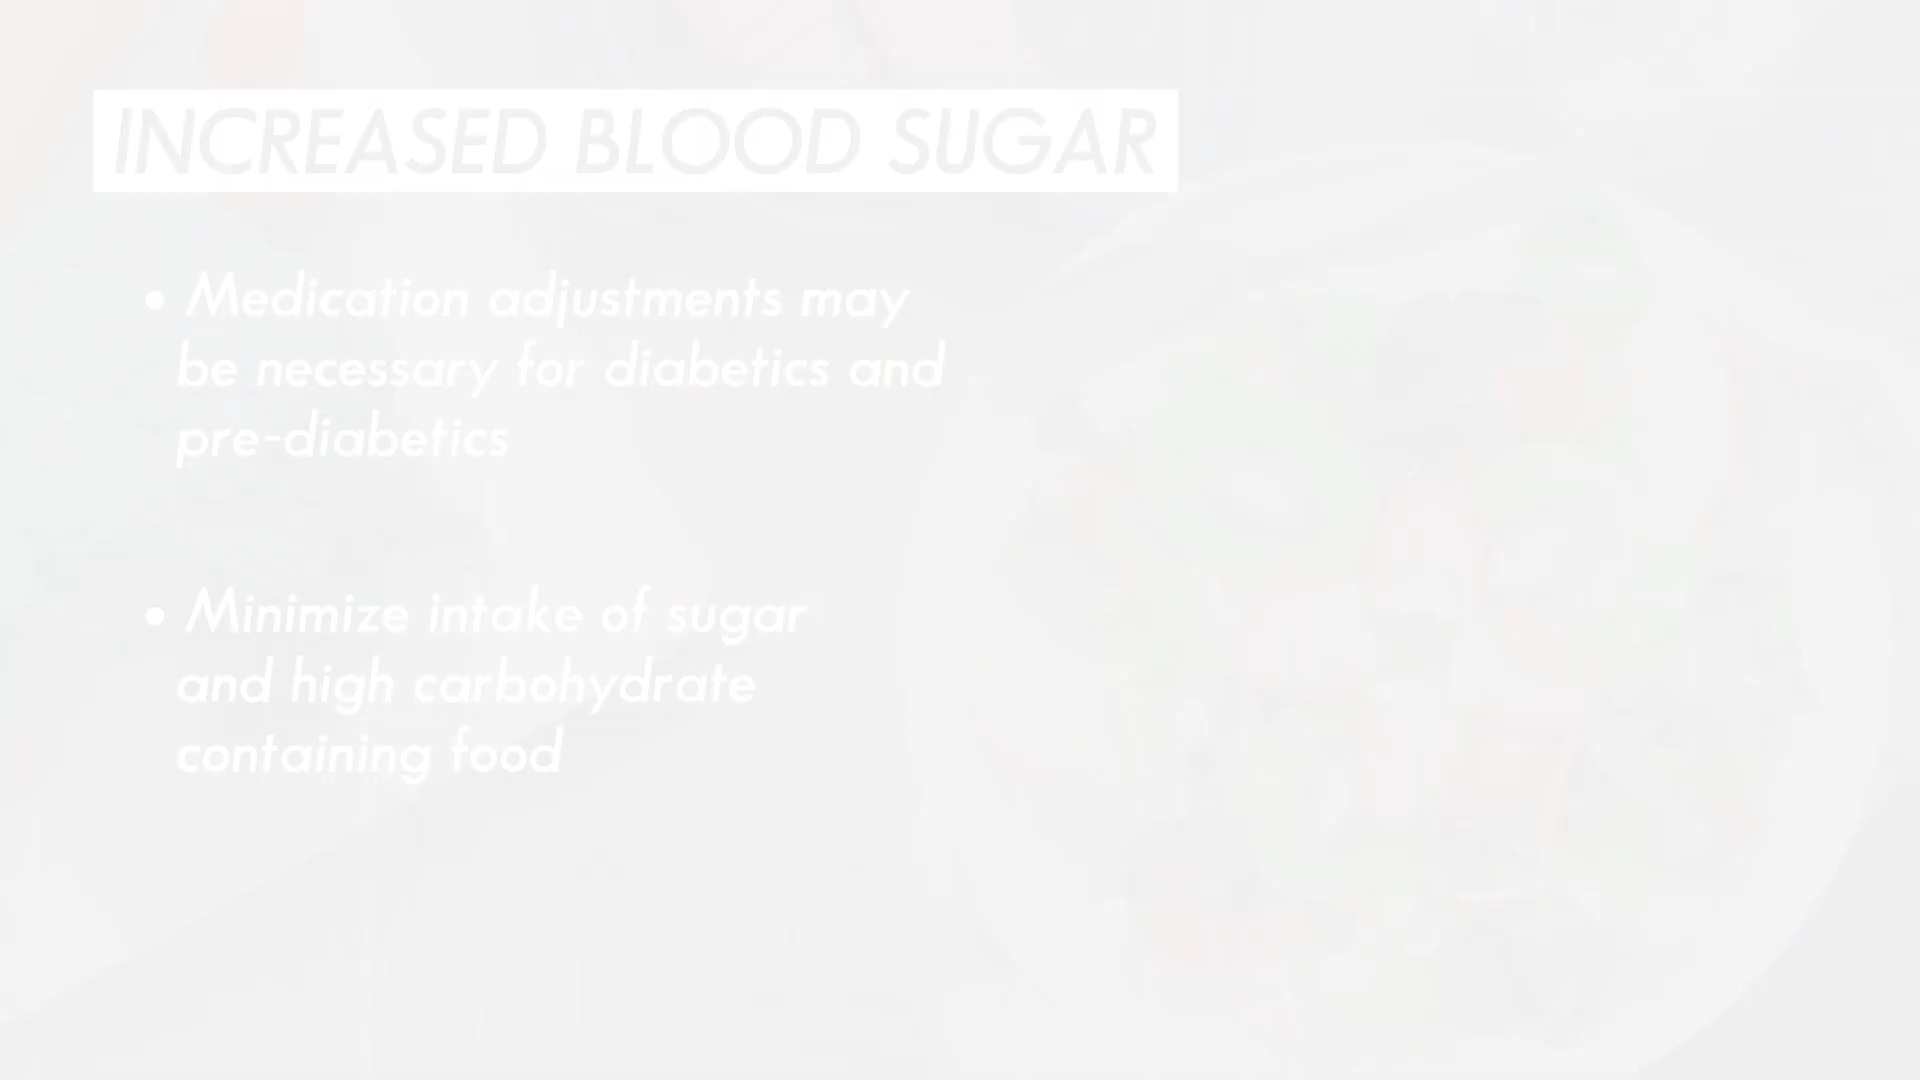 INCREASED BLOOD SUGAR
• Medication adjustments may
be necessary for diabetics and
pre-diabetics
• Minimize intake of sugar
and high carbohydrate
containing food